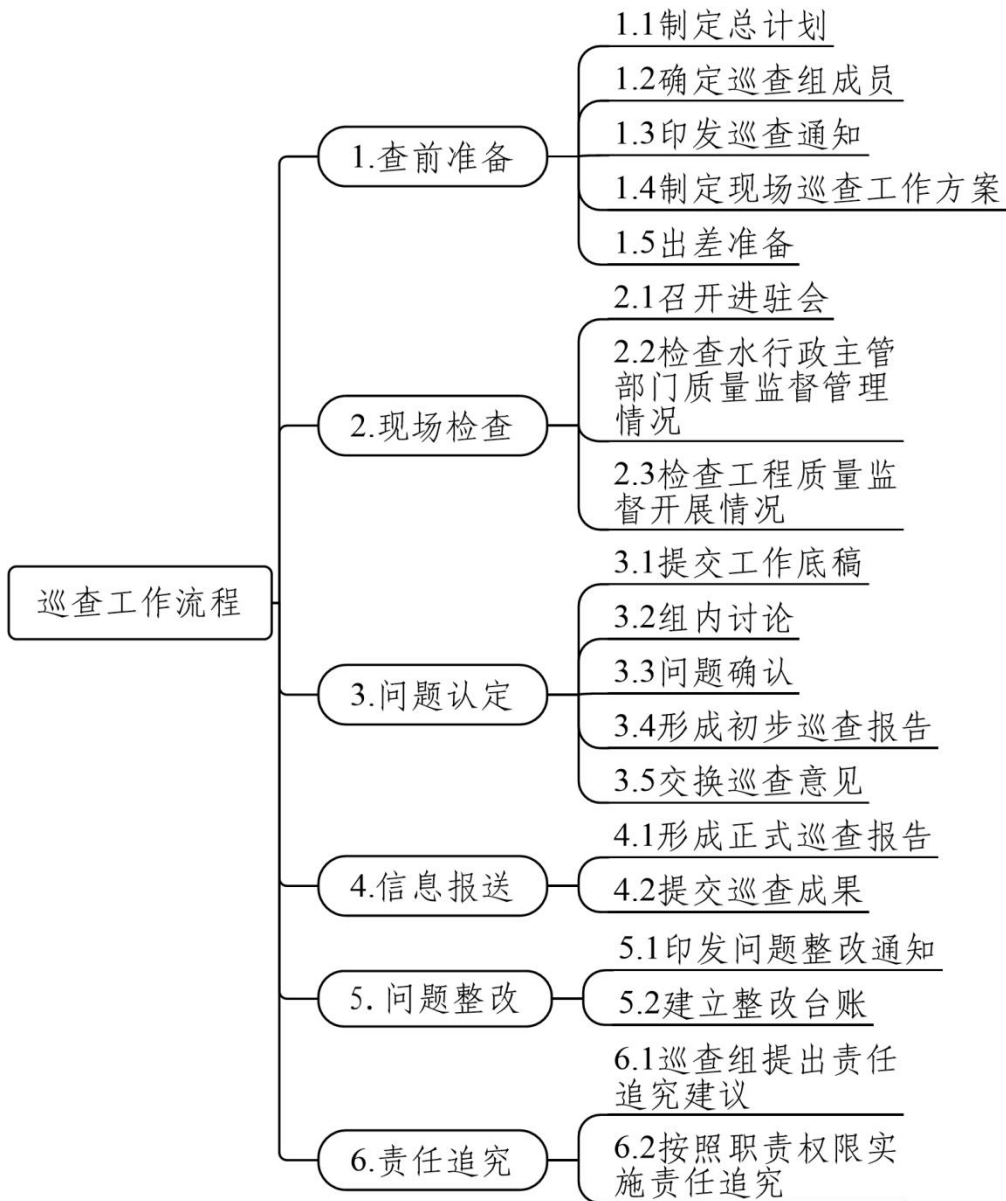 巡查工作流程
1.查前准备
1.1制定总计划
1.2确定巡查组成员
1.3印发巡查通知
1.4制定现场巡查工作方案
1.5出差准备
2.现场检查
2.1召开进驻会
2.2检查水行政主管
部门质量监督管理
情况
2.3检查工程质量监
督开展情况
3.问题认定
3.1提交工作底稿
3.2组内讨论
3.3问题确认
3.4形成初步巡查报告
3.5交换巡查意见
4.信息报送
4.1形成正式巡查报告
4.2提交巡查成果
5.问题整改
5.1印发问题整改通知
5.2建立整改台账
6.责任追究
6.1巡查组提出责任
追究建议
6.2按照职责权限实
施责任追究